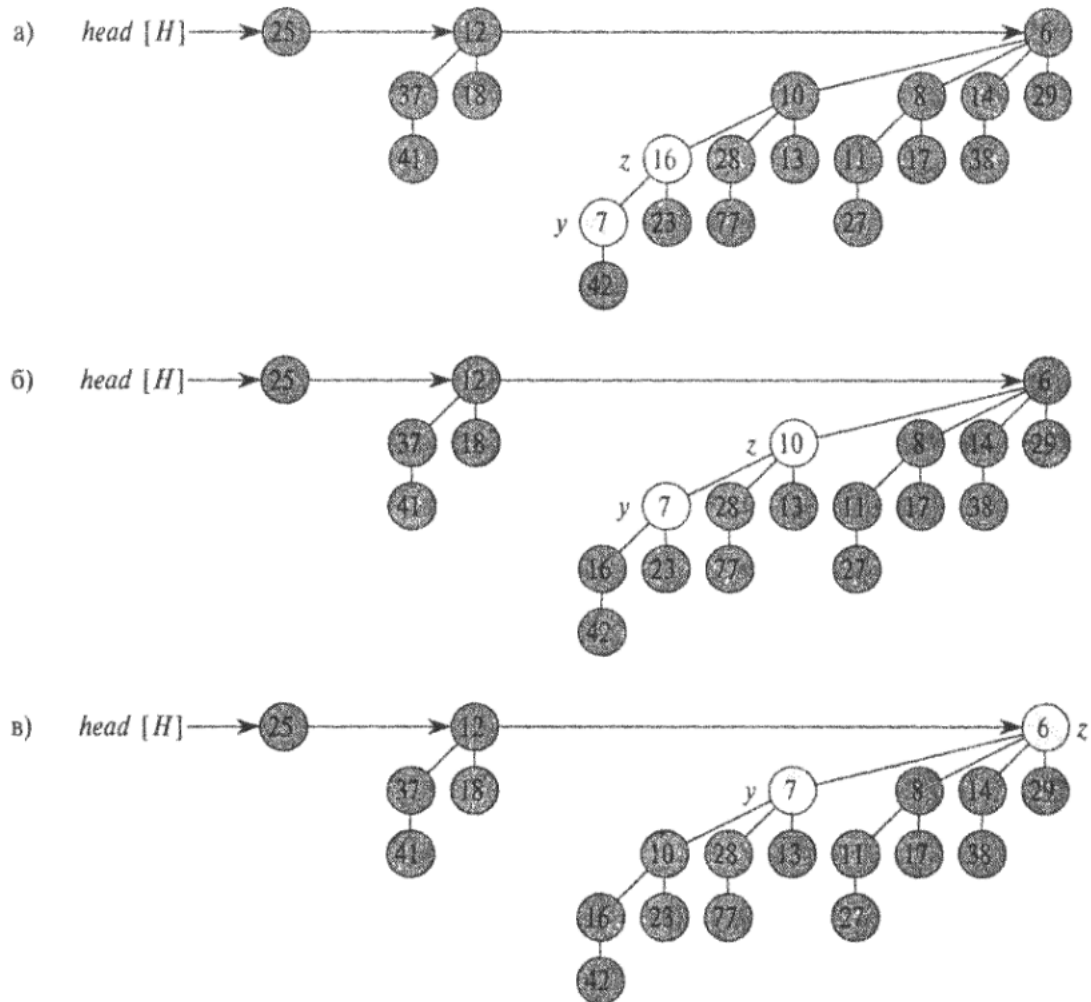 а) head [H] 25 12 6
37 18 10 8 14 29
41 z 16 28 13 11 17 38
y 7 23 77 27
42
б) head [H] 25 12 6
37 18 z 10 8 14 29
41 y 7 28 13 11 17 38
16 23 77 27
42
в) head [H] 25 12 6 z
37 18 y 7 8 14 29
41 10 28 13 11 17 38
16 23 77 27
42